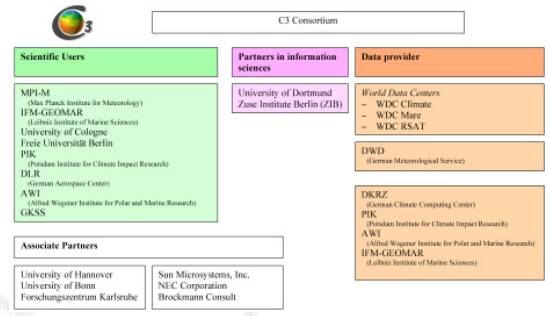 3
C3 Consortium
Scientific Users
MPI-M
(Max Planck Institute for Meteorology)
IFM-GEOMAR
(Leibniz Institute of Marine Sciences)
University of Cologne
Freie Universität Berlin
PIK
(Potsdam Institute for Climate Impact Research)
DLR
(German Aerospace Center)
AWI
(Alfred Wegener Institute for Polar and Marine Research)
GKSS
Partners in information
sciences
University of Dortmund
Zuse Institute Berlin (ZIB)
Data provider
World Data Centers
– WDC Climate
– WDC Mare
– WDC RSAT
DWD
(German Meteorological Service)
DKRZ
(German Climate Computing Center)
PIK
(Potsdam Institute for Climate Impact Research)
AWI
(Alfred Wegener Institute for Polar and Marine Research)
IFM-GEOMAR
(Leibniz Institute of Marine Sciences)
Associate Partners
University of Hannover
University of Bonn
Forschungszentrum Karlsruhe
Sun Microsystems, Inc.
NEC Corporation
Brockmann Consult